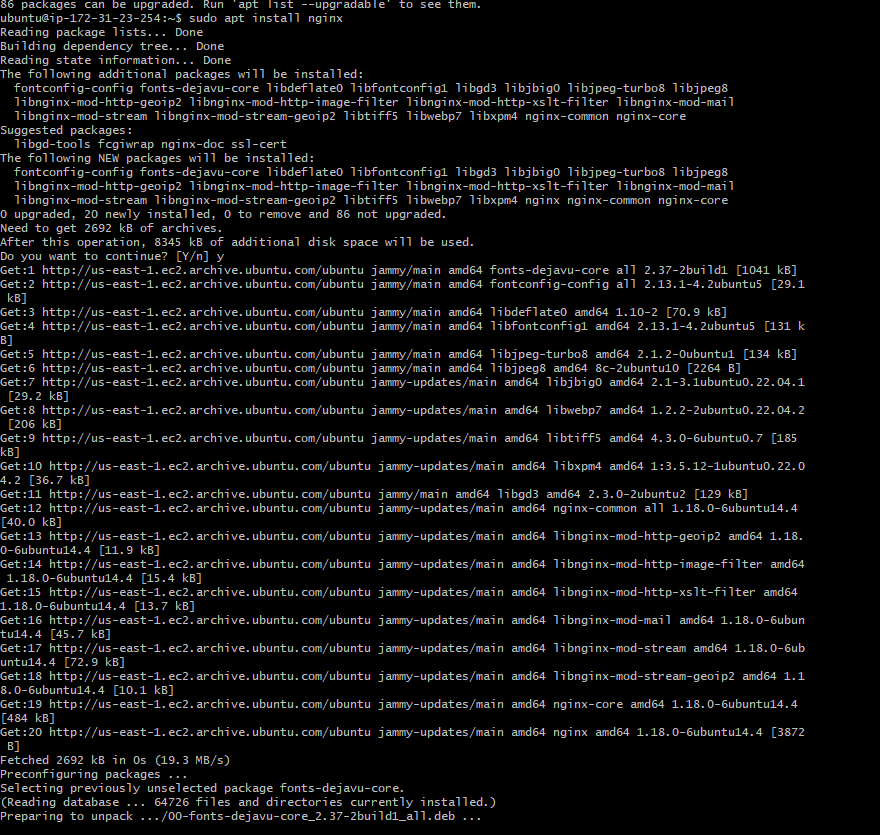 86 packages can be upgraded. Run 'apt list --upgradable' to see them.
ubuntu@ip-172-31-23-254:~$ sudo apt install nginx
Reading package lists... Done
Building dependency tree... Done
Reading state information... Done
The following additional packages will be installed:
  fontconfig-config fonts-dejavu-core libdeflate0 libfontconfig1 libgd3 libjbig0 libjpeg-turbo8 libjpeg8
  libnginx-mod-http-geoip2 libnginx-mod-http-image-filter libnginx-mod-http-xslt-filter libnginx-mod-mail
  libnginx-mod-stream libnginx-mod-stream-geoip2 libtiff5 libwebp7 libxpm4 nginx-common nginx-core
Suggested packages:
  libgd-tools fcgiwrap nginx-doc ssl-cert
The following NEW packages will be installed:
  fontconfig-config fonts-dejavu-core libdeflate0 libfontconfig1 libgd3 libjbig0 libjpeg-turbo8 libjpeg8
  libnginx-mod-http-geoip2 libnginx-mod-http-image-filter libnginx-mod-http-xslt-filter libnginx-mod-mail
  libnginx-mod-stream libnginx-mod-stream-geoip2 libtiff5 libwebp7 libxpm4 nginx nginx-common nginx-core
0 upgraded, 20 newly installed, 0 to remove and 86 not upgraded.
Need to get 2692 kB of archives.
After this operation, 8345 kB of additional disk space will be used.
Do you want to continue? [Y/n] y
Get:1 http://us-east-1.ec2.archive.ubuntu.com/ubuntu jammy/main amd64 fonts-dejavu-core all 2.37-2build1 [1041 kB]
Get:2 http://us-east-1.ec2.archive.ubuntu.com/ubuntu jammy/main amd64 fontconfig-config all 2.13.1-4.2ubuntu5 [29.1
 kB]
Get:3 http://us-east-1.ec2.archive.ubuntu.com/ubuntu jammy/main amd64 libdeflate0 amd64 1.10-2 [70.9 kB]
Get:4 http://us-east-1.ec2.archive.ubuntu.com/ubuntu jammy/main amd64 libfontconfig1 amd64 2.13.1-4.2ubuntu5 [131 k
B]
Get:5 http://us-east-1.ec2.archive.ubuntu.com/ubuntu jammy/main amd64 libjpeg-turbo8 amd64 2.1.2-0ubuntu1 [134 kB]
Get:6 http://us-east-1.ec2.archive.ubuntu.com/ubuntu jammy/main amd64 libjpeg8 amd64 8c-2ubuntu10 [2264 B]
Get:7 http://us-east-1.ec2.archive.ubuntu.com/ubuntu jammy-updates/main amd64 libjbig0 amd64 2.1-3.1ubuntu0.22.04.1
 [29.2 kB]
Get:8 http://us-east-1.ec2.archive.ubuntu.com/ubuntu jammy-updates/main amd64 libwebp7 amd64 1.2.2-2ubuntu0.22.04.2
 [206 kB]
Get:9 http://us-east-1.ec2.archive.ubuntu.com/ubuntu jammy-updates/main amd64 libtiff5 amd64 4.3.0-6ubuntu0.7 [185
kB]
Get:10 http://us-east-1.ec2.archive.ubuntu.com/ubuntu jammy-updates/main amd64 libxpm4 amd64 1:3.5.12-1ubuntu0.22.0
4.2 [36.7 kB]
Get:11 http://us-east-1.ec2.archive.ubuntu.com/ubuntu jammy/main amd64 libgd3 amd64 2.3.0-2ubuntu2 [129 kB]
Get:12 http://us-east-1.ec2.archive.ubuntu.com/ubuntu jammy-updates/main amd64 nginx-common all 1.18.0-6ubuntu14.4
[40.0 kB]
Get:13 http://us-east-1.ec2.archive.ubuntu.com/ubuntu jammy-updates/main amd64 libnginx-mod-http-geoip2 amd64 1.18.
0-6ubuntu14.4 [11.9 kB]
Get:14 http://us-east-1.ec2.archive.ubuntu.com/ubuntu jammy-updates/main amd64 libnginx-mod-http-image-filter amd64
 1.18.0-6ubuntu14.4 [15.4 kB]
Get:15 http://us-east-1.ec2.archive.ubuntu.com/ubuntu jammy-updates/main amd64 libnginx-mod-http-xslt-filter amd64
1.18.0-6ubuntu14.4 [13.7 kB]
Get:16 http://us-east-1.ec2.archive.ubuntu.com/ubuntu jammy-updates/main amd64 libnginx-mod-mail amd64 1.18.0-6ubun
tu14.4 [45.7 kB]
Get:17 http://us-east-1.ec2.archive.ubuntu.com/ubuntu jammy-updates/main amd64 libnginx-mod-stream amd64 1.18.0-6ub
untu14.4 [72.9 kB]
Get:18 http://us-east-1.ec2.archive.ubuntu.com/ubuntu jammy-updates/main amd64 libnginx-mod-stream-geoip2 amd64 1.1
8.0-6ubuntu14.4 [10.1 kB]
Get:19 http://us-east-1.ec2.archive.ubuntu.com/ubuntu jammy-updates/main amd64 nginx-core amd64 1.18.0-6ubuntu14.4
[484 kB]
Get:20 http://us-east-1.ec2.archive.ubuntu.com/ubuntu jammy-updates/main amd64 nginx amd64 1.18.0-6ubuntu14.4 [3872
 B]
Fetched 2692 kB in 0s (19.3 MB/s)
Preconfiguring packages ...
Selecting previously unselected package fonts-dejavu-core.
(Reading database ... 64726 files and directories currently installed.)
Preparing to unpack .../00-fonts-dejavu-core_2.37-2build1_all.deb ...